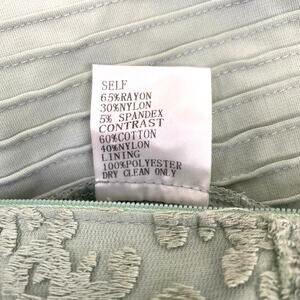 SELF
65%RAYON
30%NYLON
5% SPANDEX
CONTRAST
60%COTTON
40%NYLON
LINING
100%POLYESTER
DRY CLEAN ONLY